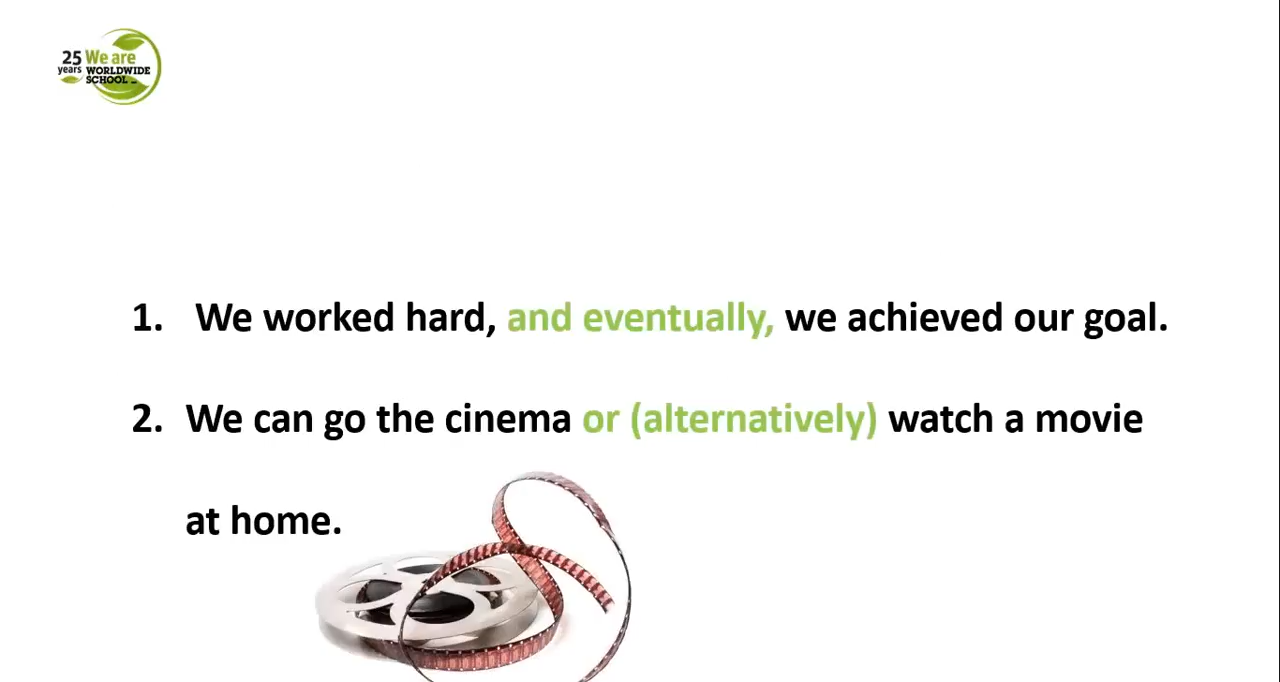 25 We are
years WORLDWIDE
SCHOOL
1. We worked hard, and eventually, we achieved our goal.
2. We can go the cinema or (alternatively) watch a movie
at home.